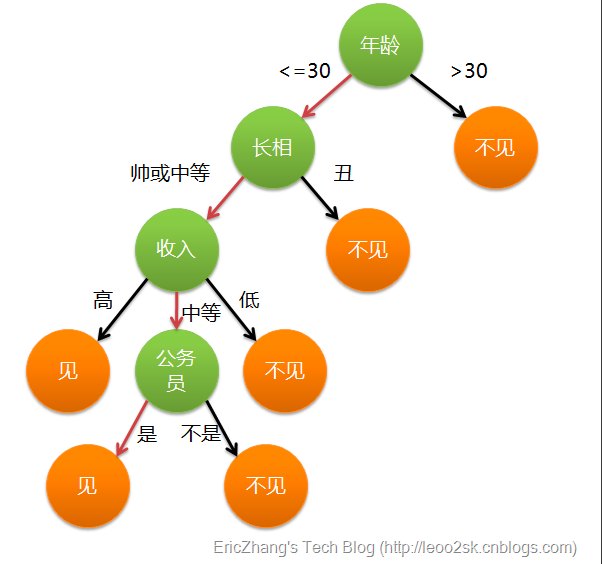 年龄
<=30
>30
长相
不见
帅或中等
丑
收入
不见
高
中等
低
见
公务
员
不见
是
不是
见
不见
EricZhang's Tech Blog (http://leoo2sk.cnblogs.com)